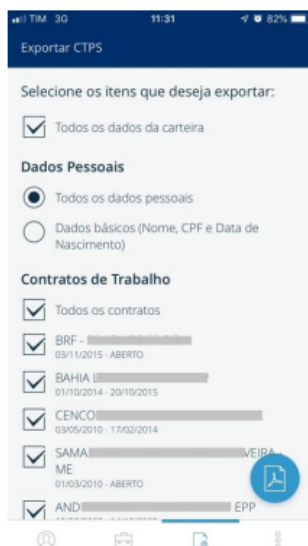 TIM 3G 11:31 82%
Exportar CTPS
Selecione os itens que deseja exportar:
Todos os dados da carteira
Dados Pessoais
Todos os dados pessoais
Dados básicos (Nome, CPF e Data de
Nascimento)
Contratos de Trabalho
Todos os contratos
BRF -
03/11/2015 - ABERTO
BAHIA
01/10/2014 - 20/10/2015
CENCO
03/05/2010 - 17/02/2014
SAMA VEIRA -
ME
01/03/2010 - ABERTO
AND EPP